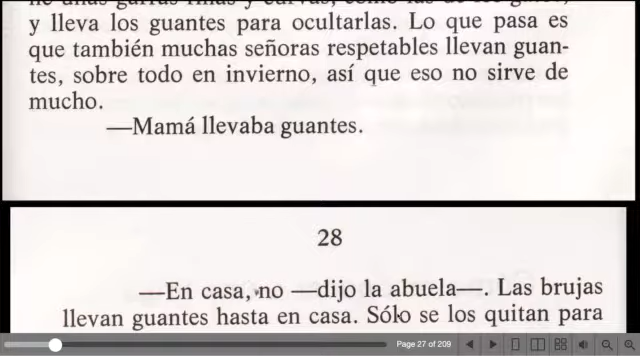 y lleva los guantes para ocultarlas. Lo que pasa es
que también muchas señoras respetables llevan guan-
tes, sobre todo en invierno, así que eso no sirve de
mucho.
—Mamá llevaba guantes.
28
—En casa, no —dijo la abuela—. Las brujas
llevan guantes hasta en casa. Sólo se los quitan para
Page 27 of 209